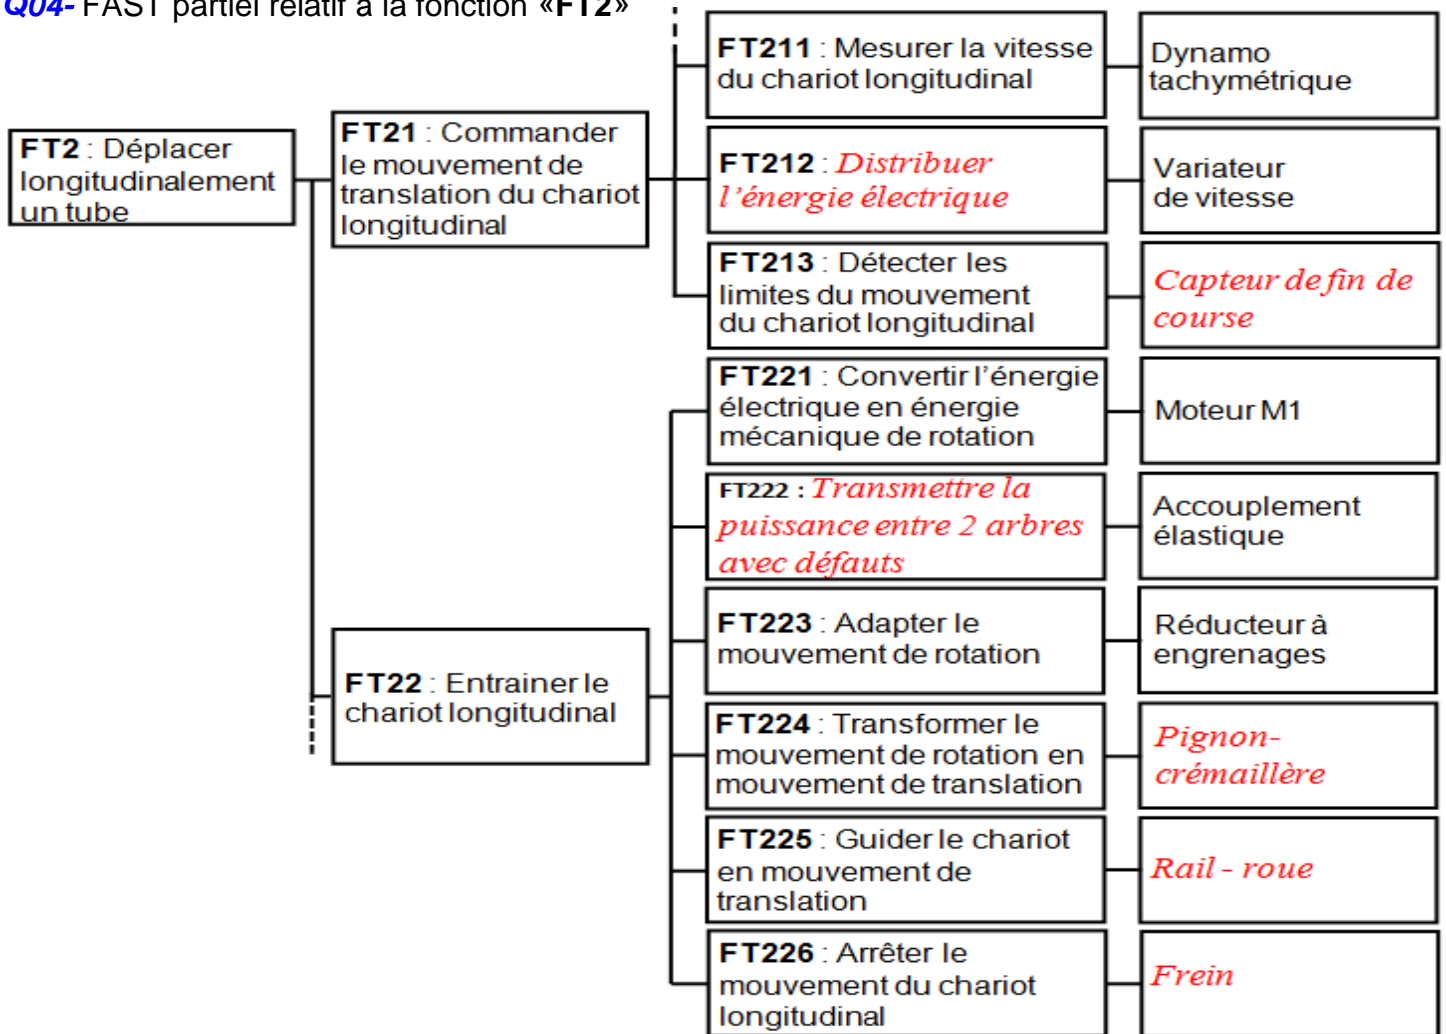 Q04- FAST partiel relatif à la fonction «FT2»
FT2 : Déplacer
longitudinalement
un tube
FT21 : Commander
le mouvement de
translation du chariot
longitudinal
FT211 : Mesurer la vitesse
du chariot longitudinal
Dynamo
tachymétrique
FT212 : Distribuer
l'énergie électrique
Variateur
de vitesse
FT213 : Détecter les
limites du mouvement
du chariot longitudinal
Capteur de fin de
course
FT22 : Entrainer le
chariot longitudinal
FT221 : Convertir l'énergie
électrique en énergie
mécanique de rotation
Moteur M1
FT222 : Transmettre la
puissance entre 2 arbres
avec défauts
Accouplement
élastique
FT223 : Adapter le
mouvement de rotation
Réducteur à
engrenages
FT224 : Transformer le
mouvement de rotation en
mouvement de translation
Pignon-
crémaillère
FT225 : Guider le chariot
en mouvement de
translation
Rail - roue
FT226 : Arrêter le
mouvement du chariot
longitudinal
Frein